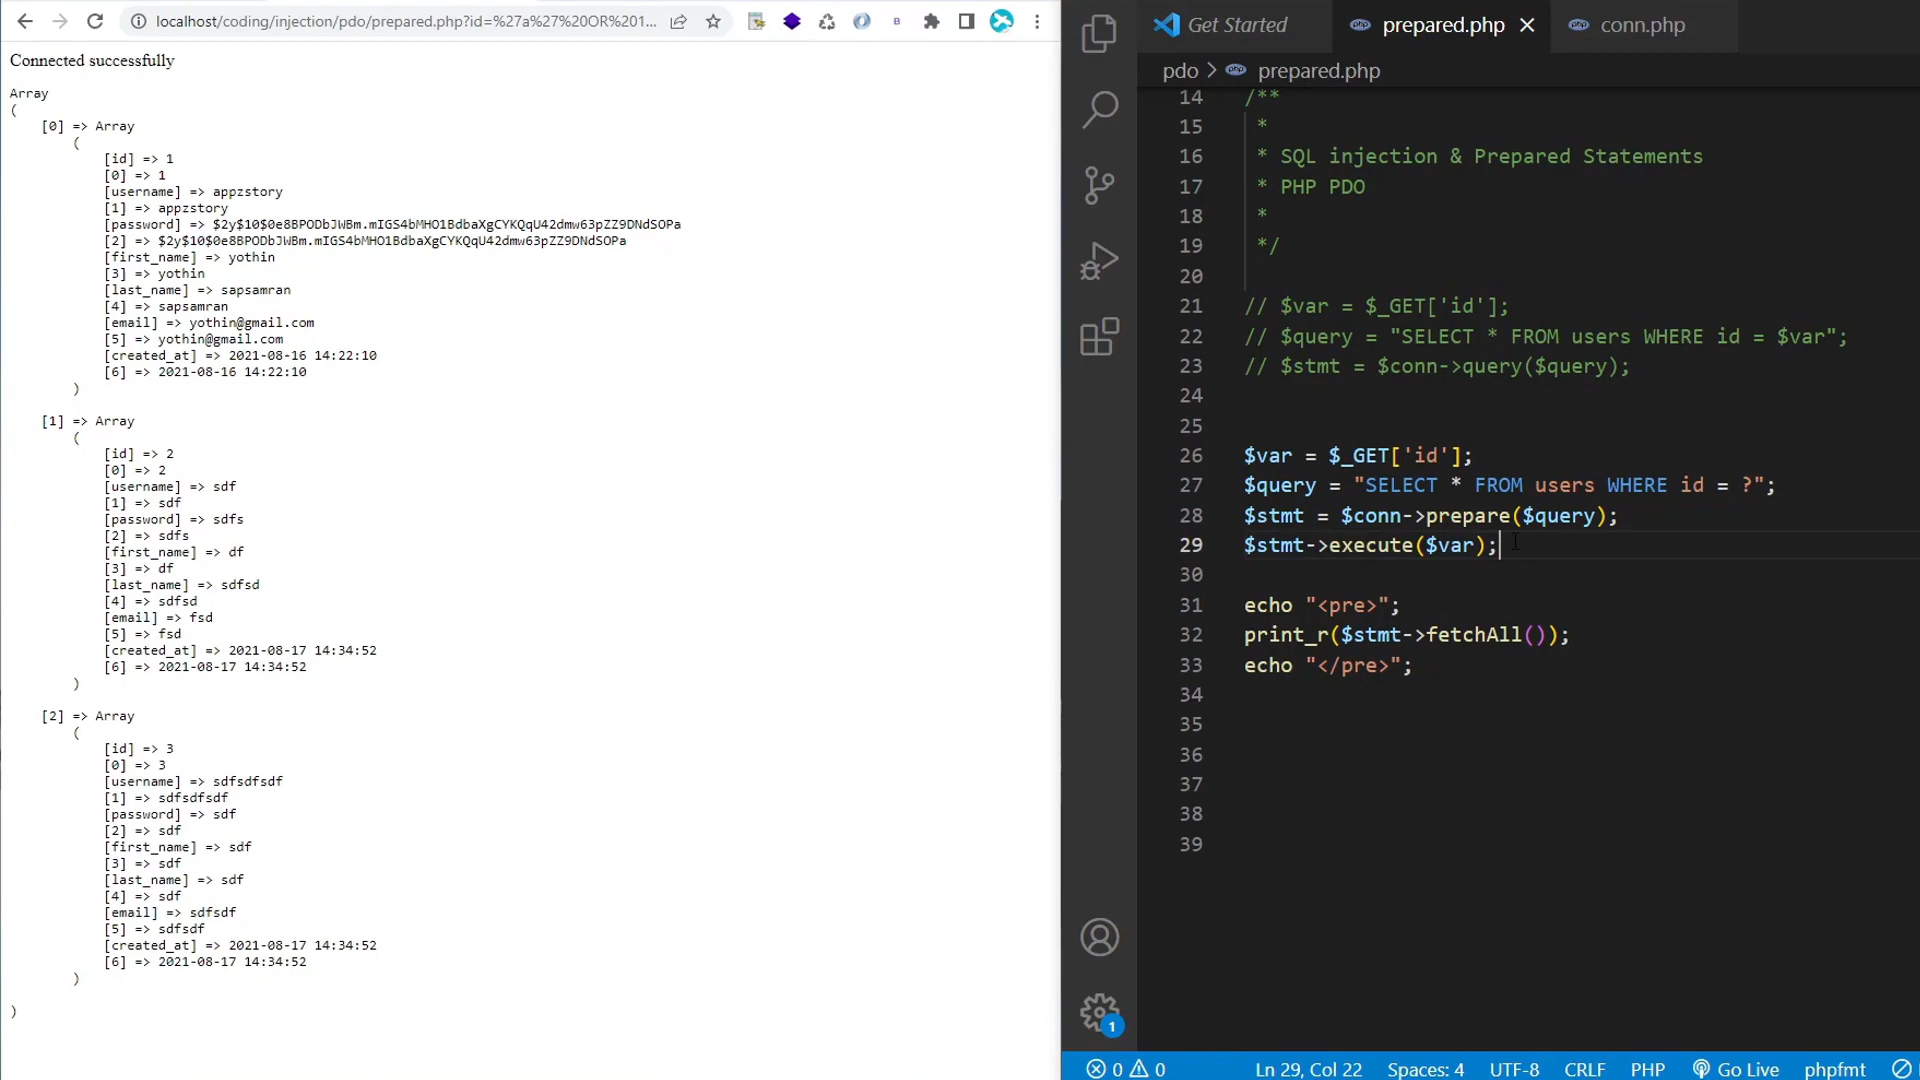 localhost/coding/injection/pdo/prepared.php?id=%27a%27%20OR%201...
Connected successfully
Array
(
[0] => Array
(
[id] => 1
[0] => 1
[username] => appzstory
[1] => appzstory
[password] => $2y$10$0e8BPODbJWBm.mIGS4bMHO1BdbaXgCYKQqU42dmw63pZZ9DNdSOPa
[2] => $2y$10$0e8BPODbJWBm.mIGS4bMHO1BdbaXgCYKQqU42dmw63pZZ9DNdSOPa
[first_name] => yothin
[3] => yothin
[last_name] => sapsamran
[4] => sapsamran
[email] => yothin@gmail.com
[5] => yothin@gmail.com
[created_at] => 2021-08-16 14:22:10
[6] => 2021-08-16 14:22:10
)
[1] => Array
(
[id] => 2
[0] => 2
[username] => sdf
[1] => sdf
[password] => sdfs
[2] => sdfs
[first_name] => df
[3] => df
[last_name] => sdfsd
[4] => sdfsd
[email] => fsd
[5] => fsd
[created_at] => 2021-08-17 14:34:52
[6] => 2021-08-17 14:34:52
)
[2] => Array
(
[id] => 3
[0] => 3
[username] => sdfsdfsdf
[1] => sdfsdfsdf
[password] => sdf
[2] => sdf
[first_name] => sdf
[3] => sdf
[last_name] => sdf
[4] => sdf
[email] => sdfsdf
[5] => sdfsdf
[created_at] => 2021-08-17 14:34:52
[6] => 2021-08-17 14:34:52
)
)
Get Started prepared.php conn.php
pdo > prepared.php
14 /**
15 *
16 * SQL injection & Prepared Statements
17 * PHP PDO
18 *
19 */
20
21 // $var = $_GET['id'];
22 // $query = "SELECT * FROM users WHERE id = $var";
23 // $stmt = $conn->query($query);
24
25
26 $var = $_GET['id'];
27 $query = "SELECT * FROM users WHERE id = ?";
28 $stmt = $conn->prepare($query);
29 $stmt->execute($var);
30
31 echo "<pre>";
32 print_r($stmt->fetchAll());
33 echo "</pre>";
34
35
36
37
38
39
1
0 0 Ln 29, Col 22 Spaces: 4 UTF-8 CRLF PHP Go Live phpfmt